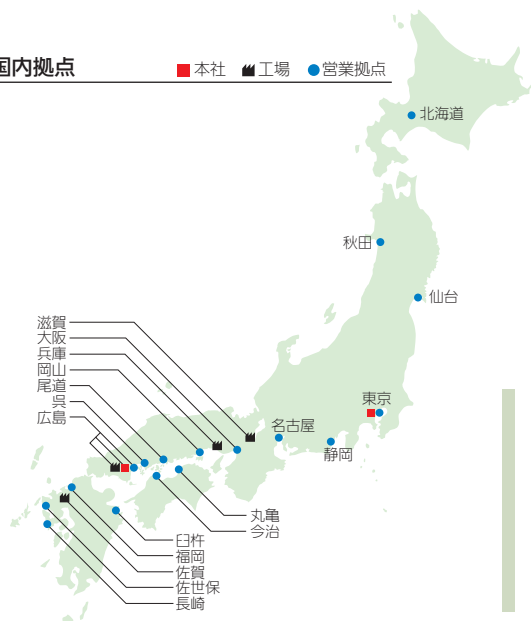 国内拠点
本社 工場 営業拠点
北海道
秋田
仙台
滋賀
大阪
兵庫
岡山
尾道
呉
広島
東京
名古屋
静岡
丸亀
今治
臼杵
福岡
佐賀
佐世保
長崎